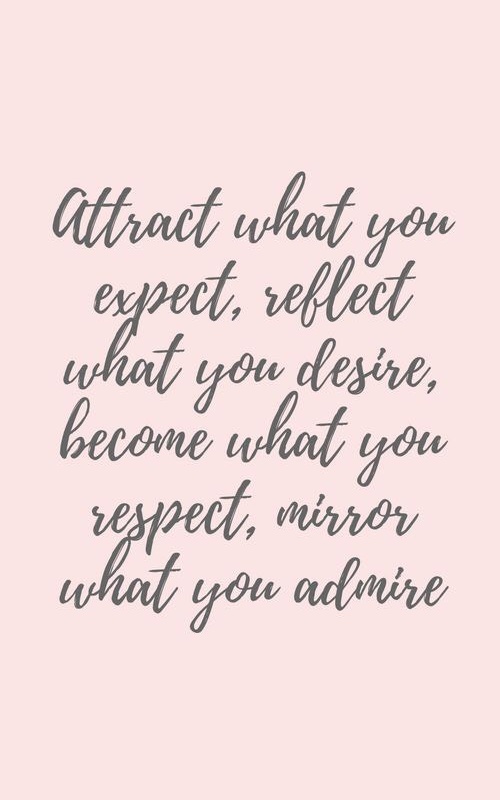 Attract what you
expect, reflect
what you desire,
become what you
respect, mirror
what you admire